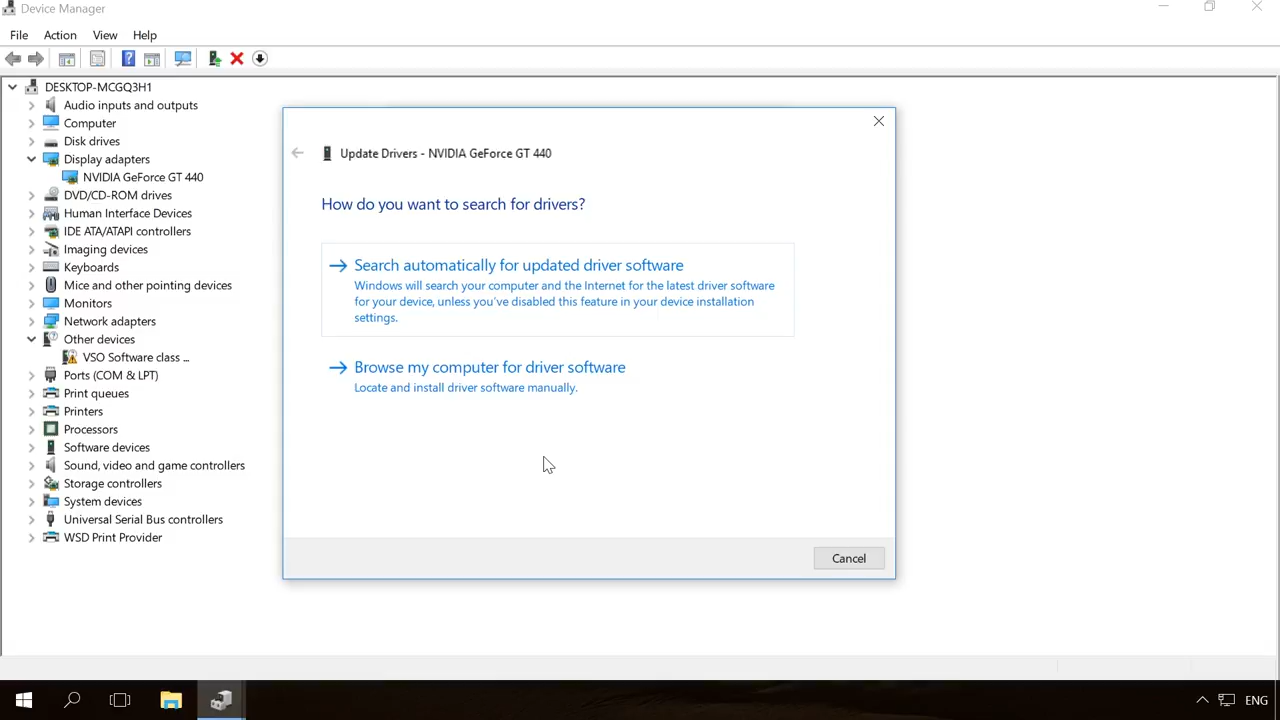 Device Manager
File Action View Help
DESKTOP-MCGQ3H1
Audio inputs and outputs
Computer
Disk drives
Display adapters
NVIDIA GeForce GT 440
DVD/CD-ROM drives
Human Interface Devices
IDE ATA/ATAPI controllers
Imaging devices
Keyboards
Mice and other pointing devices
Monitors
Network adapters
Other devices
VSO Software class ...
Ports (COM & LPT)
Print queues
Printers
Processors
Software devices
Sound, video and game controllers
Storage controllers
System devices
Universal Serial Bus controllers
WSD Print Provider
Update Drivers - NVIDIA GeForce GT 440
How do you want to search for drivers?
Search automatically for updated driver software
Windows will search your computer and the Internet for the latest driver software
for your device, unless you've disabled this feature in your device installation
settings.
Browse my computer for driver software
Locate and install driver software manually.
Cancel
ENG